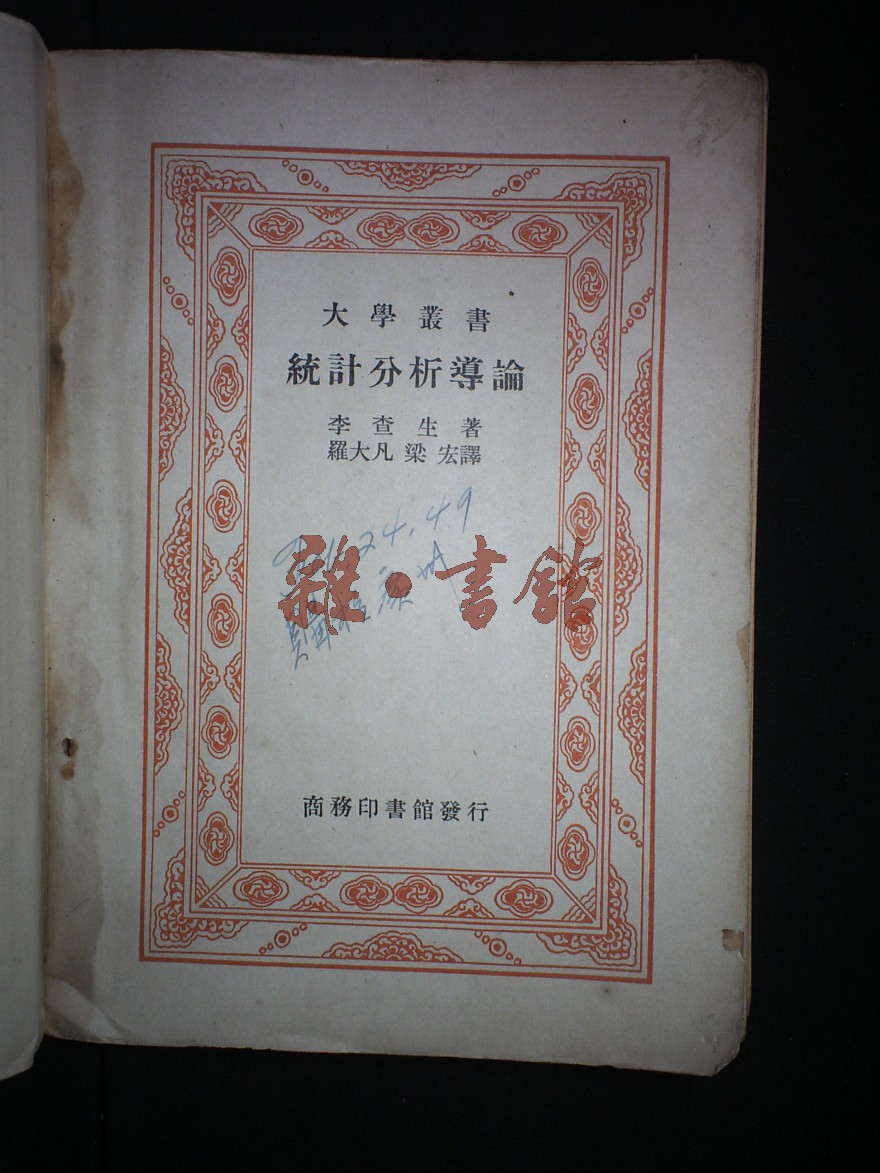 大學叢書
統計分析導論
李查生著
羅大凡 梁宏譯
24.49
雜·書館
商務印書館發行